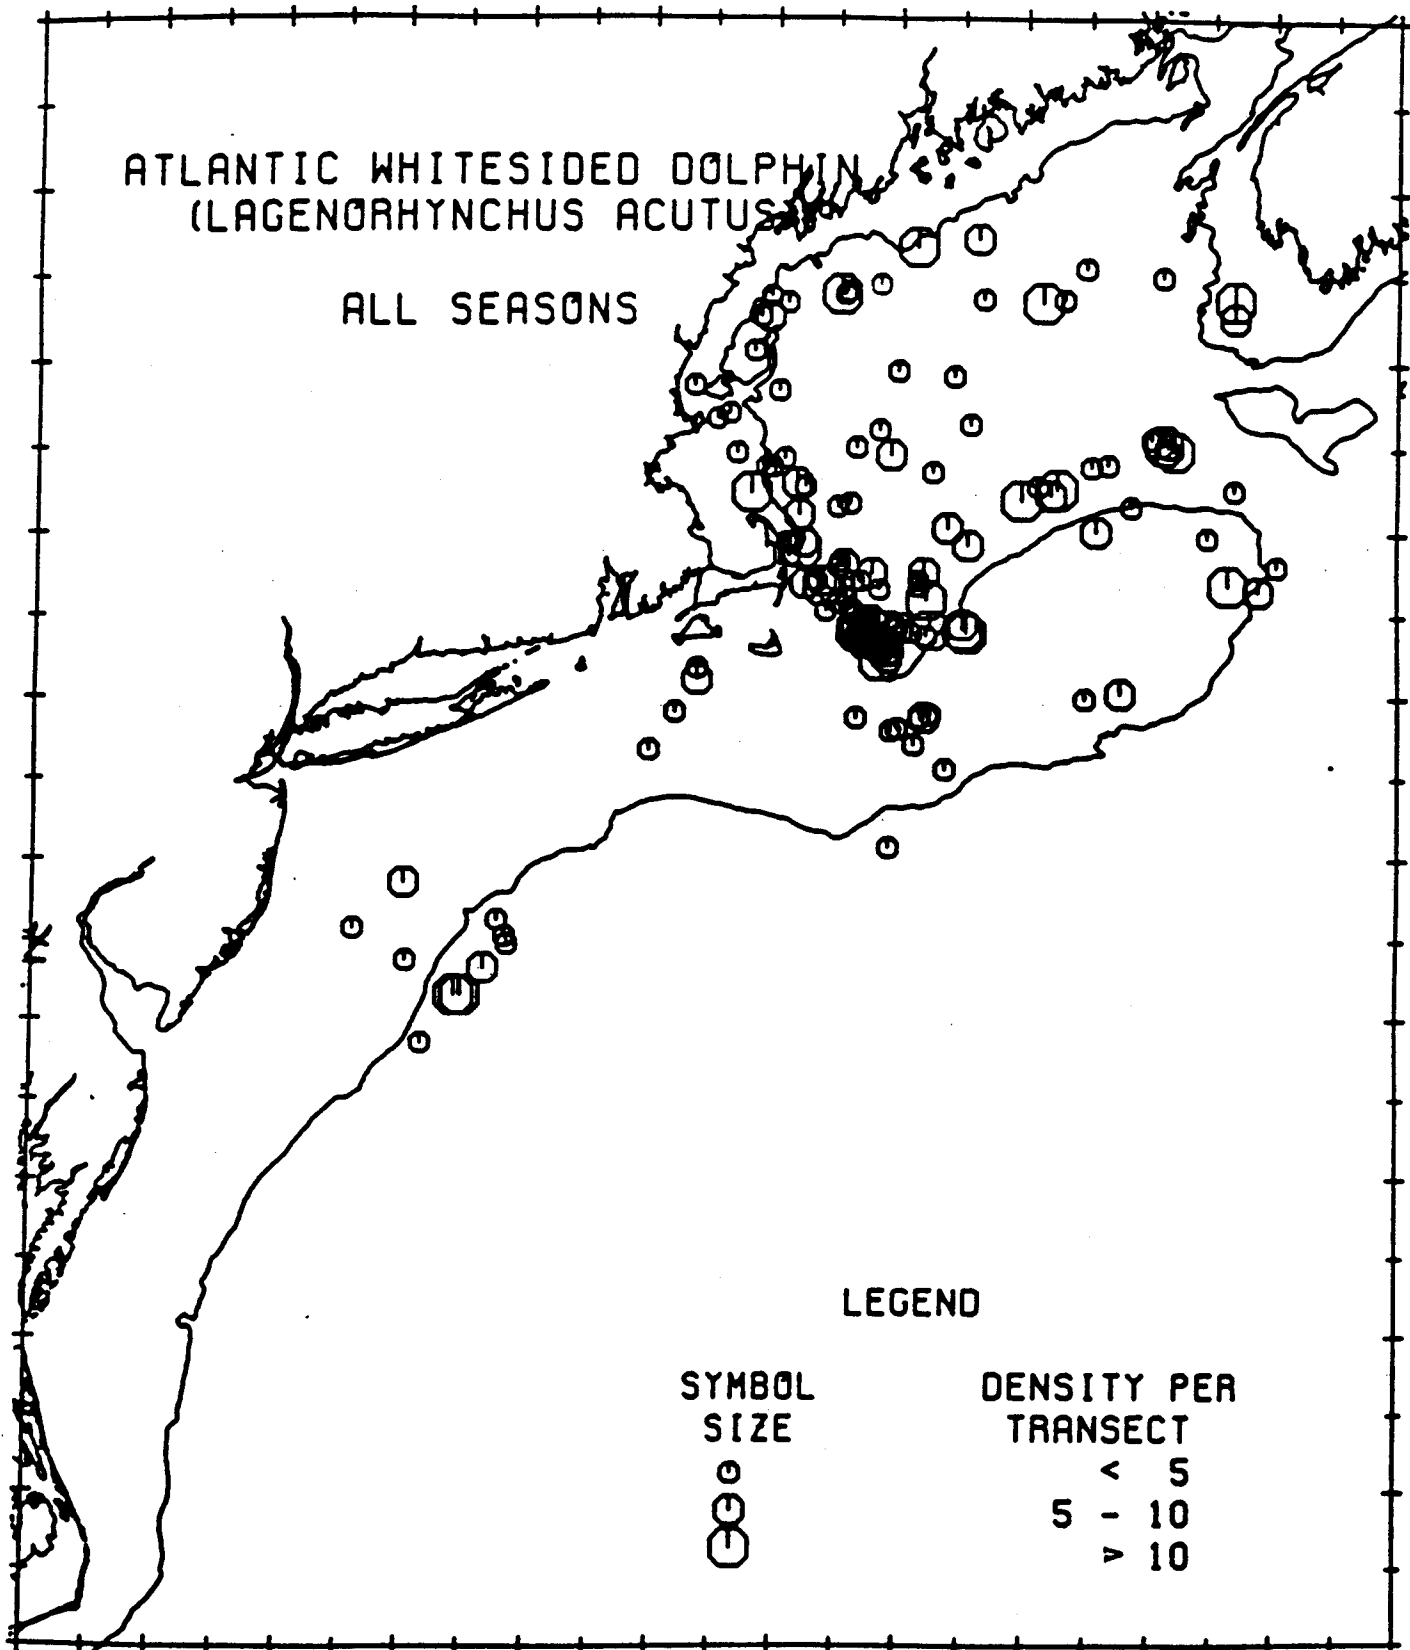 ATLANTIC WHITESIDED DOLPHIN
(LAGENORHYNCHUS ACUTUS)
ALL SEASONS
LEGEND
SYMBOL
SIZE
DENSITY PER
TRANSECT
< 5
5 - 10
> 10